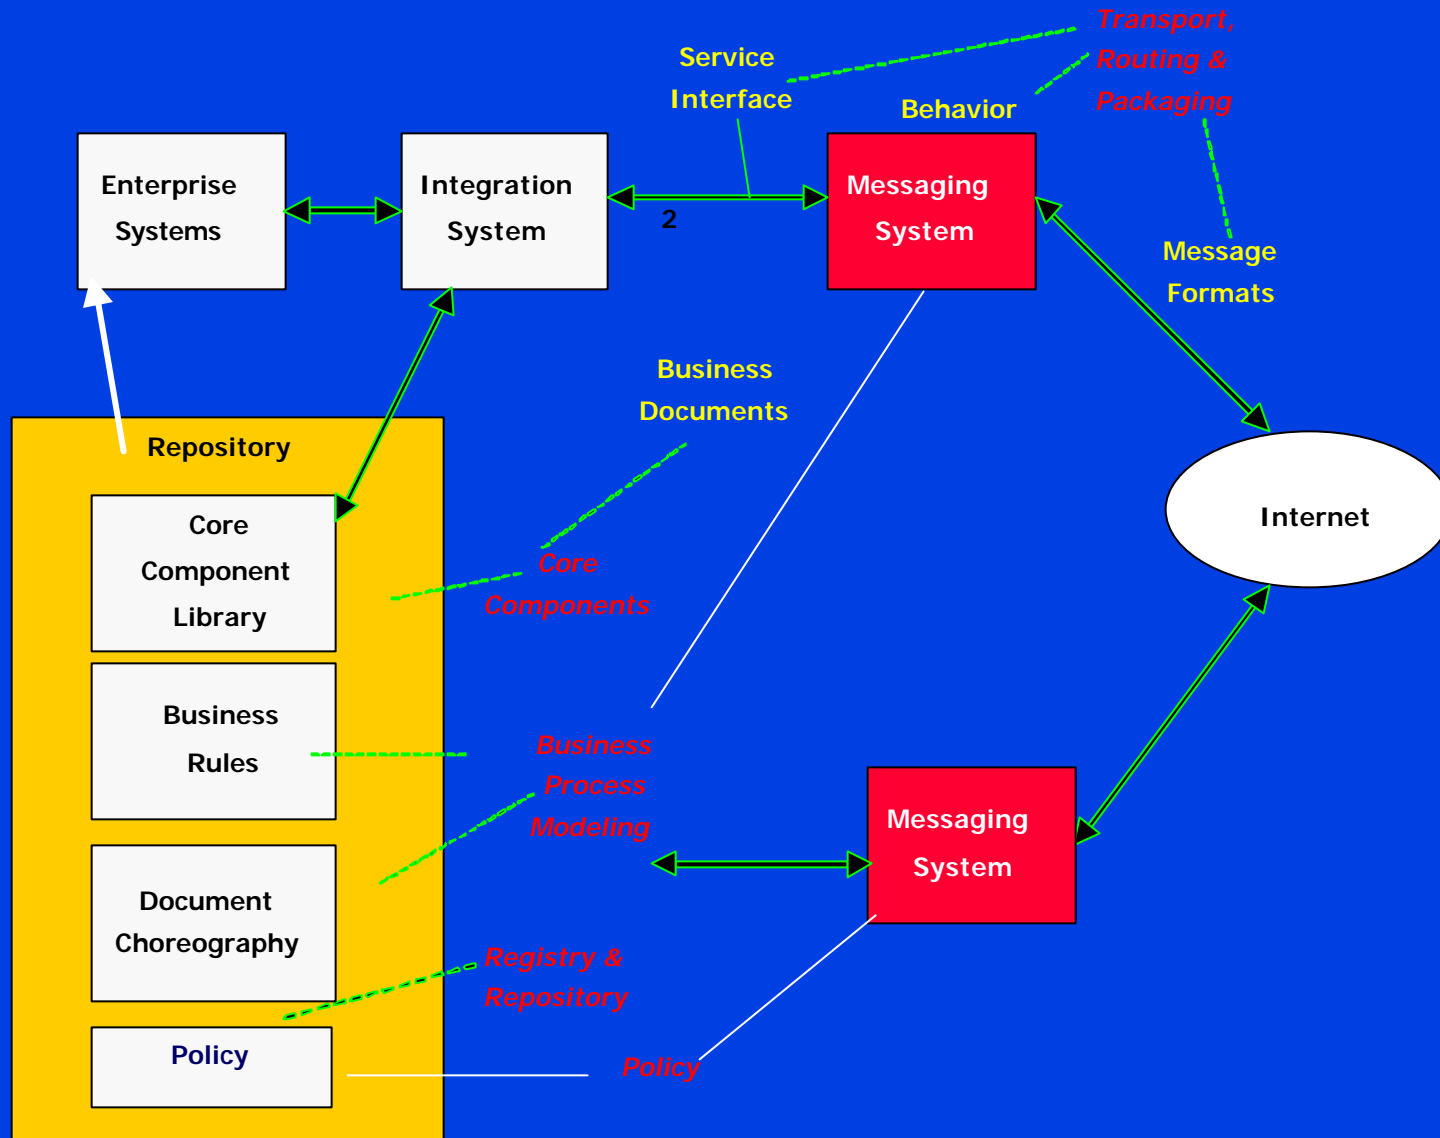 Transport,
Routing &
Packaging
Service
Interface
Behavior
Enterprise
Systems
Integration
System
2
Messaging
System
Message
Formats
Business
Documents
Repository
Core
Component
Library
Core
Components
Internet
Business
Rules
Business
Process
Modeling
Messaging
System
Document
Choreography
Registry &
Repository
Policy
Policy